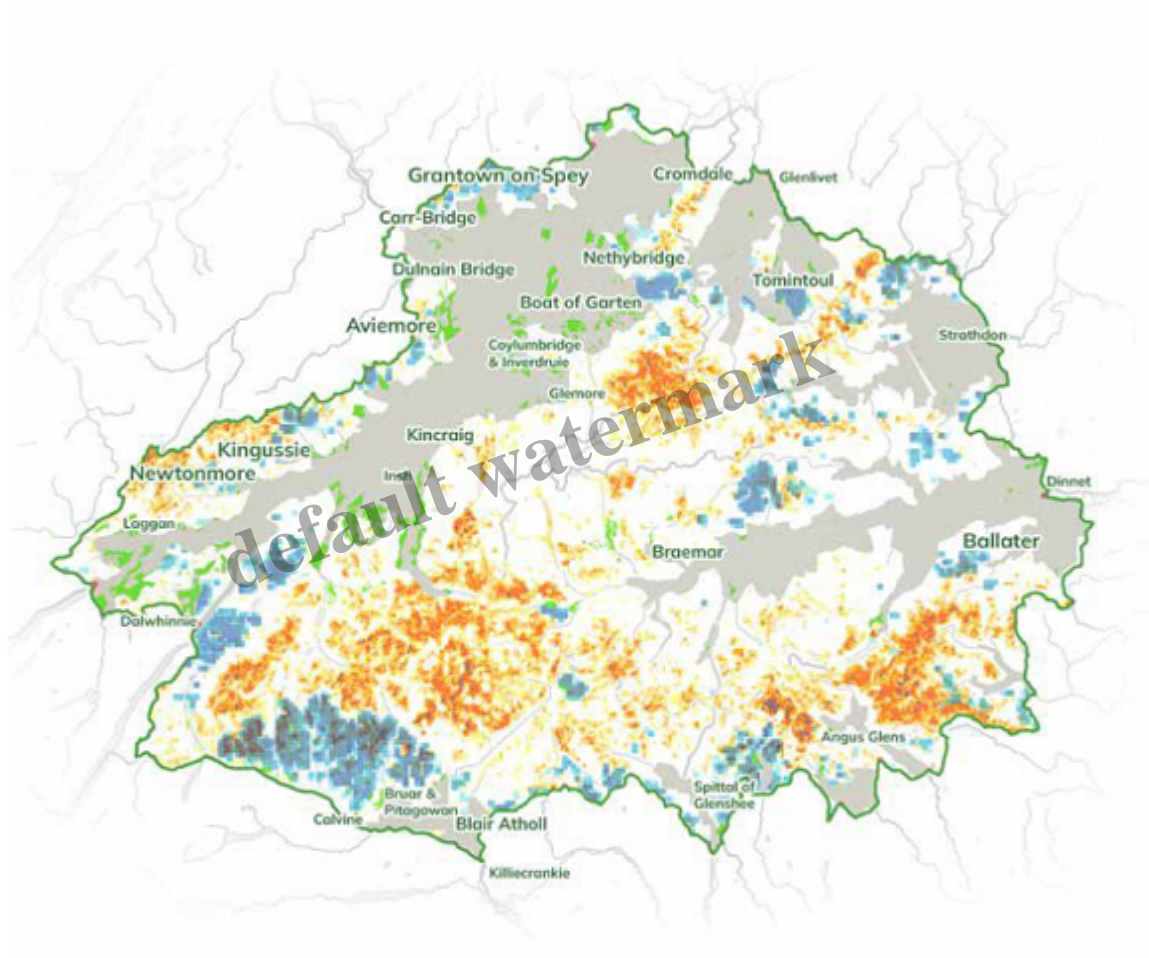 Grantown on Spey
Cromdale
Glenlivet
Carr-Bridge
Nethybridge
Dulnain Bridge
Tomintoul
Boat of Garten
Aviemore
Strathdon
Coylumbridge
& Inverdruie
Glemore
Kincraig
Kingussie
Newtonmore
Insh
Dinnet
Laggan
Ballater
Braemar
Dalwhinnie
Angus Glens
Spittal of
Glenshee
Bruar &
Pitagowan
Calvine
Blair Atholl
Killiecrankie
default watermark